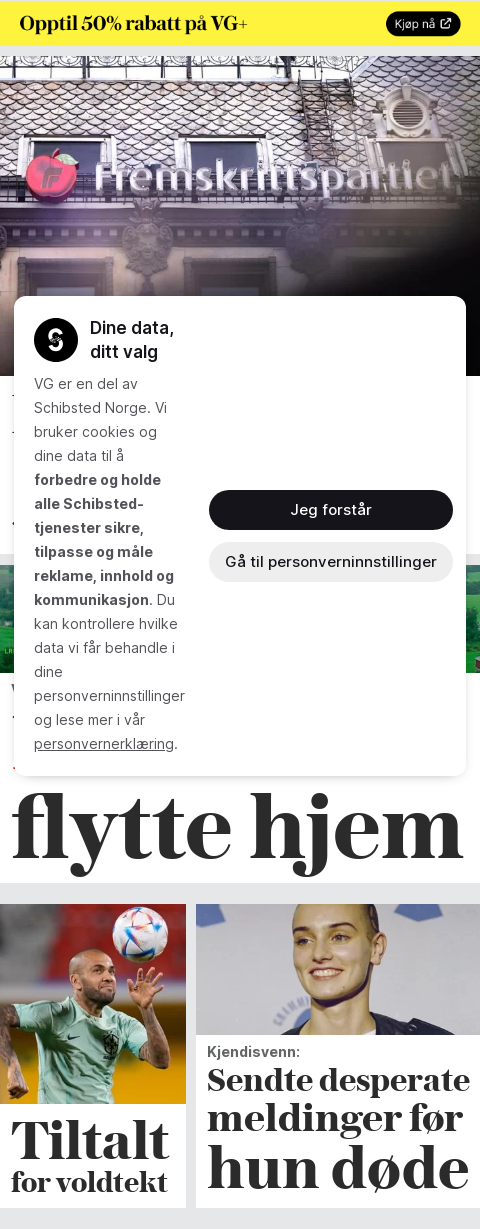 Opptil 50% rabatt på VG+
Kjøp nå
Fremskrittspartiet
Dine data,
ditt valg
VG er en del av
Schibsted Norge. Vi
bruker cookies og
dine data til å
forbedre og holde
alle Schibsted-
tjenester sikre,
tilpasse og måle
reklame, innhold og
kommunikasjon. Du
kan kontrollere hvilke
data vi får behandle i
dine
personverninnstillinger
og lese mer i vår
personvernerklæring.
Jeg forstår
Gå til personverninnstillinger
flytte hjem
Tiltalt
for voldtekt
Kjendisvenn:
Sendte desperate
meldinger før
hun døde